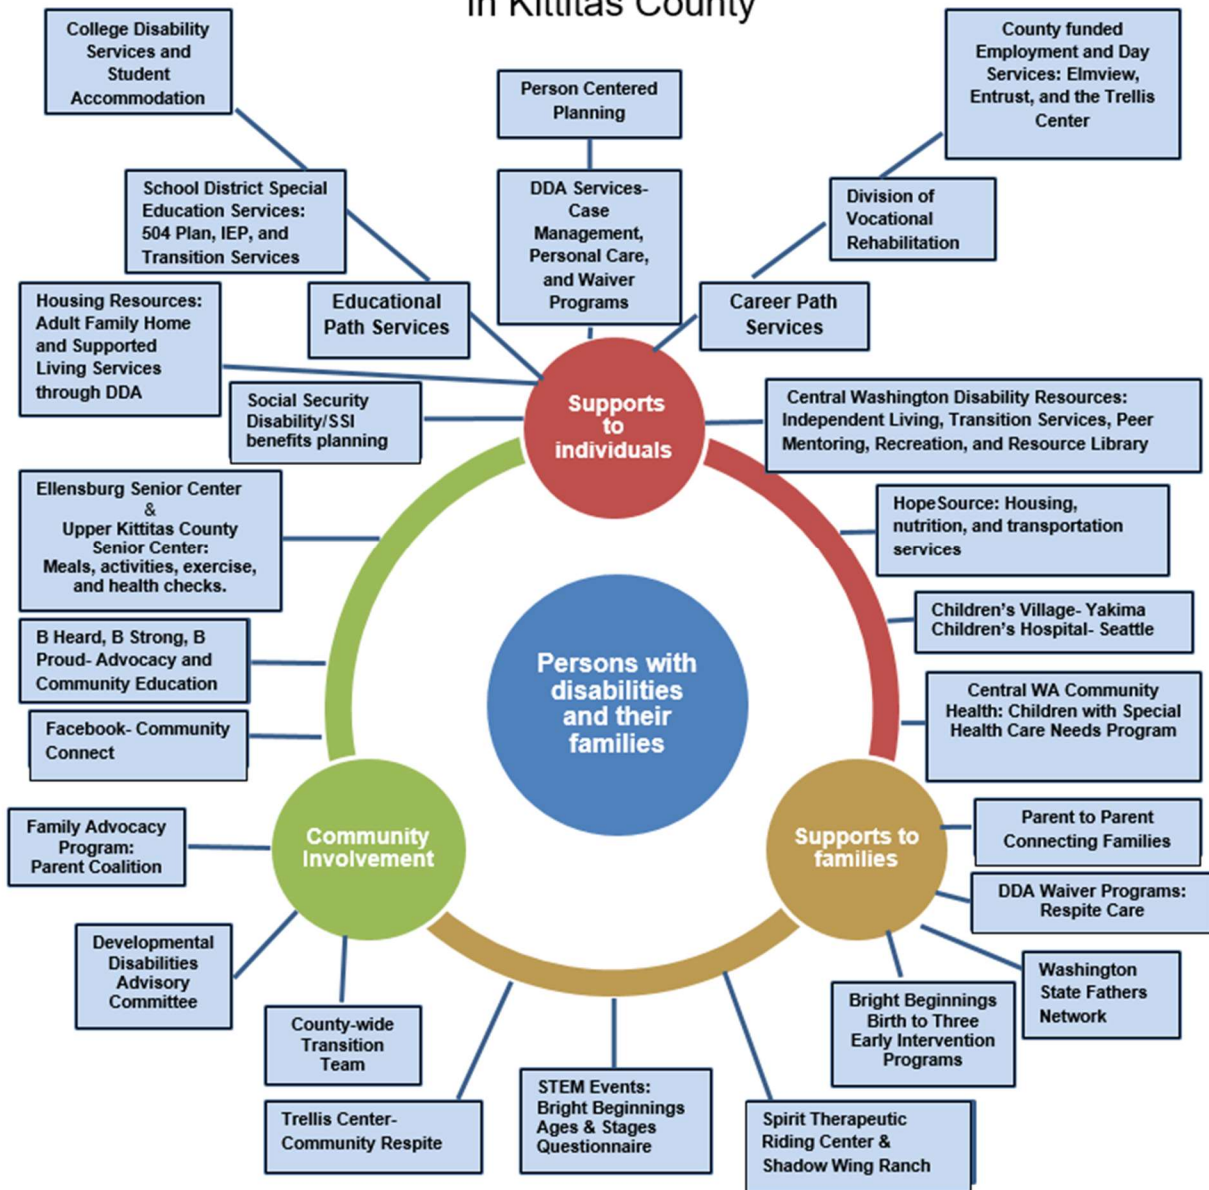 in Kittitas County
College Disability
Services and
Student
Accommodation
Person Centered
Planning
County funded
Employment and Day
Services: Elmview,
Entrust, and the Trellis
Center
School District Special
Education Services:
504 Plan, IEP, and
Transition Services
DDA Services-
Case
Management,
Personal Care,
and Waiver
Programs
Division of
Vocational
Rehabilitation
Housing Resources:
Adult Family Home
and Supported
Living Services
through DDA
Educational
Path Services
Career Path
Services
Social Security
Disability/SSI
benefits planning
Supports
to
individuals
Central Washington Disability Resources:
Independent Living, Transition Services, Peer
Mentoring, Recreation, and Resource Library
Ellensburg Senior Center
&
Upper Kittitas County
Senior Center:
Meals, activities, exercise,
and health checks.
HopeSource: Housing,
nutrition, and transportation
services
Children’s Village- Yakima
Children’s Hospital- Seattle
B Heard, B Strong, B
Proud- Advocacy and
Community Education
Persons with
disabilities
and their
families
Central WA Community
Health: Children with Special
Health Care Needs Program
Facebook- Community
Connect
Family Advocacy
Program:
Parent Coalition
Community
Involvement
Supports to
families
Parent to Parent
Connecting Families
DDA Waiver Programs:
Respite Care
Developmental
Disabilities
Advisory
Committee
County-wide
Transition
Team
Bright Beginnings
Birth to Three
Early Intervention
Programs
Washington
State Fathers
Network
Trellis Center-
Community Respite
STEM Events:
Bright Beginnings
Ages & Stages
Questionnaire
Spirit Therapeutic
Riding Center &
Shadow Wing Ranch